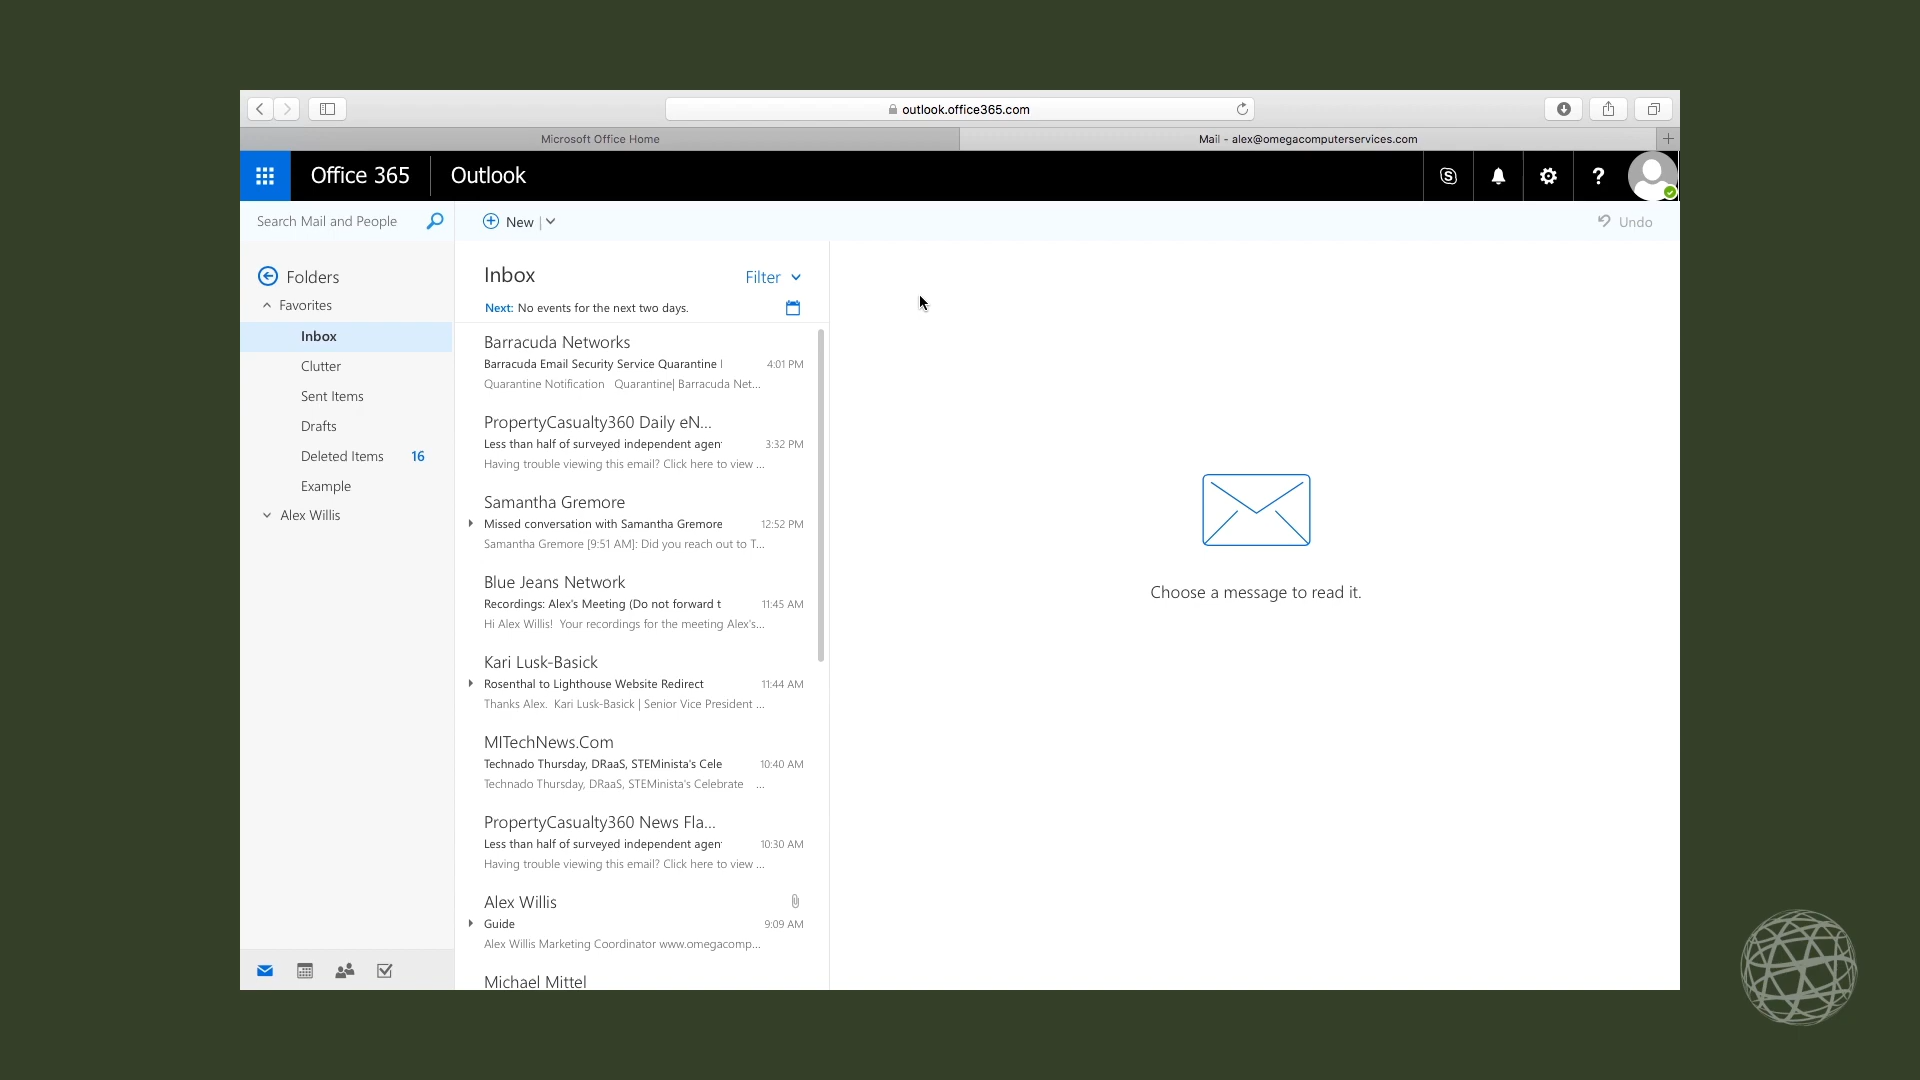 outlook.office365.com
Microsoft Office Home
Mail - alex@omegacomputerservices.com
Office 365
Outlook
?
Search Mail and People
New
Undo
Folders
Favorites
Inbox
Clutter
Sent Items
Drafts
Deleted Items 16
Example
Alex Willis
Inbox
Filter
Next: No events for the next two days.
Barracuda Networks
Barracuda Email Security Service Quarantine 4:01 PM
Quarantine Notification Quarantine| Barracuda Net...
PropertyCasualty360 Daily eN...
Less than half of surveyed independent agen 3:32 PM
Having trouble viewing this email? Click here to view ...
Samantha Gremore
Missed conversation with Samantha Gremore 12:52 PM
Samantha Gremore [9:51 AM]: Did you reach out to T...
Blue Jeans Network
Recordings: Alex's Meeting (Do not forward t 11:45 AM
Hi Alex Willis! Your recordings for the meeting Alex's...
Kari Lusk-Basick
Rosenthal to Lighthouse Website Redirect 11:44 AM
Thanks Alex. Kari Lusk-Basick | Senior Vice President ...
MITechNews.Com
Technado Thursday, DRaaS, STEMinista's Cele 10:40 AM
Technado Thursday, DRaaS, STEMinista's Celebrate ...
PropertyCasualty360 News Fla...
Less than half of surveyed independent agen 10:30 AM
Having trouble viewing this email? Click here to view ...
Alex Willis
Guide 9:09 AM
Alex Willis Marketing Coordinator www.omegacomp...
Michael Mittel
Choose a message to read it.